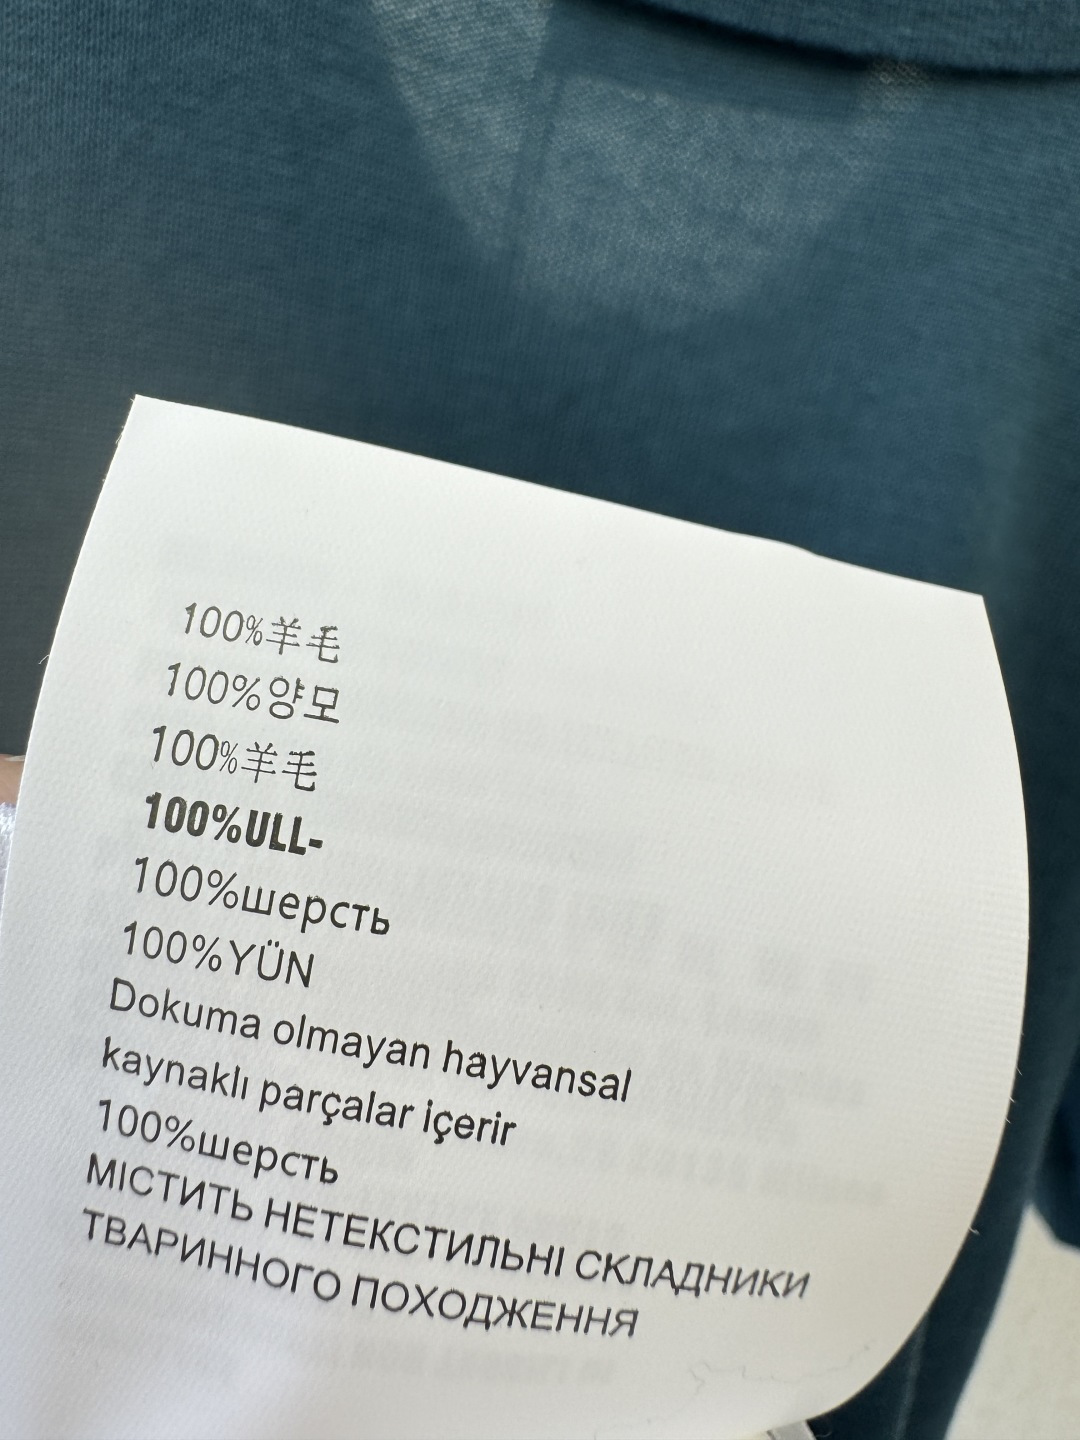 100%羊毛
100%양모
100%羊毛
100%ULL-
100%шерсть
100%YÜN
Dokuma olmayan hayvansal
kaynaklı parçalar içerir
100%шерсть
МІСТИТЬ НЕТЕКСТИЛЬНІ СКЛАДНИКИ
ТВАРИННОГО ПОХОДЖЕННЯ